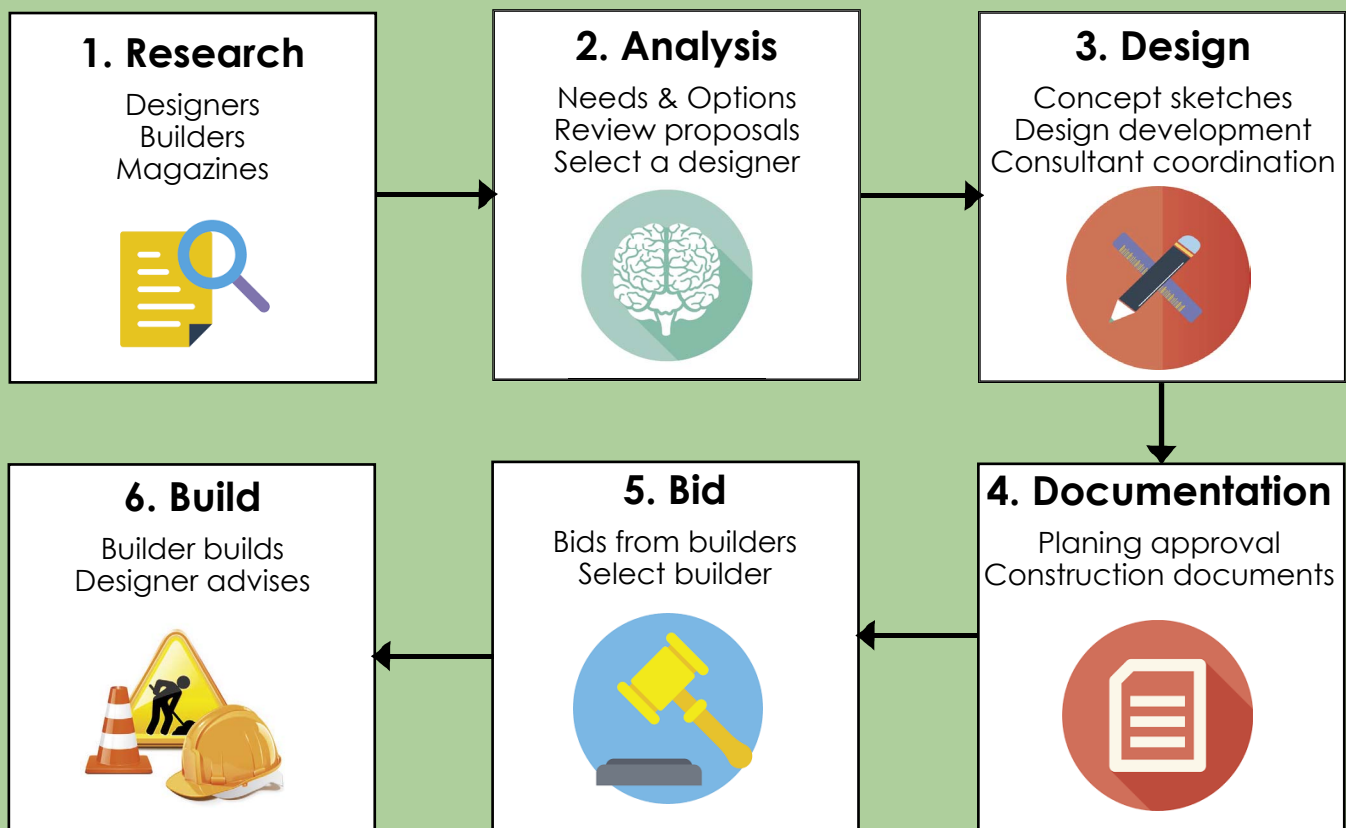 1. Research
Designers
Builders
Magazines
2. Analysis
Needs & Options
Review proposals
Select a designer
3. Design
Concept sketches
Design development
Consultant coordination
4. Documentation
Planing approval
Construction documents
5. Bid
Bids from builders
Select builder
6. Build
Builder builds
Designer advises